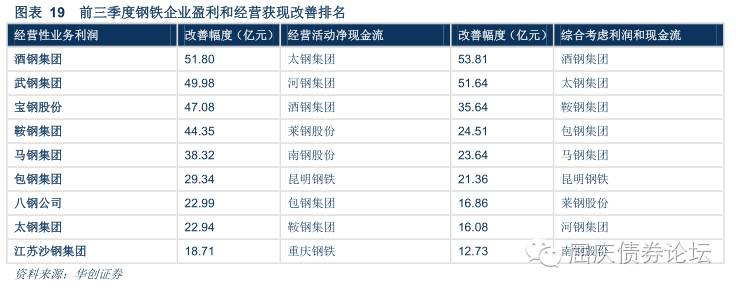 图表 19 前三季度钢铁企业盈利和经营获现改善排名
经营性业务利润 改善幅度（亿元） 经营活动净现金流 改善幅度（亿元） 综合考虑利润和现金流
酒钢集团 51.80 太钢集团 53.81 酒钢集团
武钢集团 49.98 河钢集团 51.64 太钢集团
宝钢股份 47.08 酒钢集团 35.64 鞍钢集团
鞍钢集团 44.35 莱钢股份 24.51 包钢集团
马钢集团 38.32 南钢股份 23.64 马钢集团
包钢集团 29.34 昆明钢铁 21.36 昆明钢铁
八钢公司 22.99 包钢集团 16.86 莱钢股份
太钢集团 22.94 鞍钢集团 16.08 河钢集团
江苏沙钢集团 18.71 重庆钢铁 12.73 南钢股份
屈庆债券论坛
资料来源：华创证券